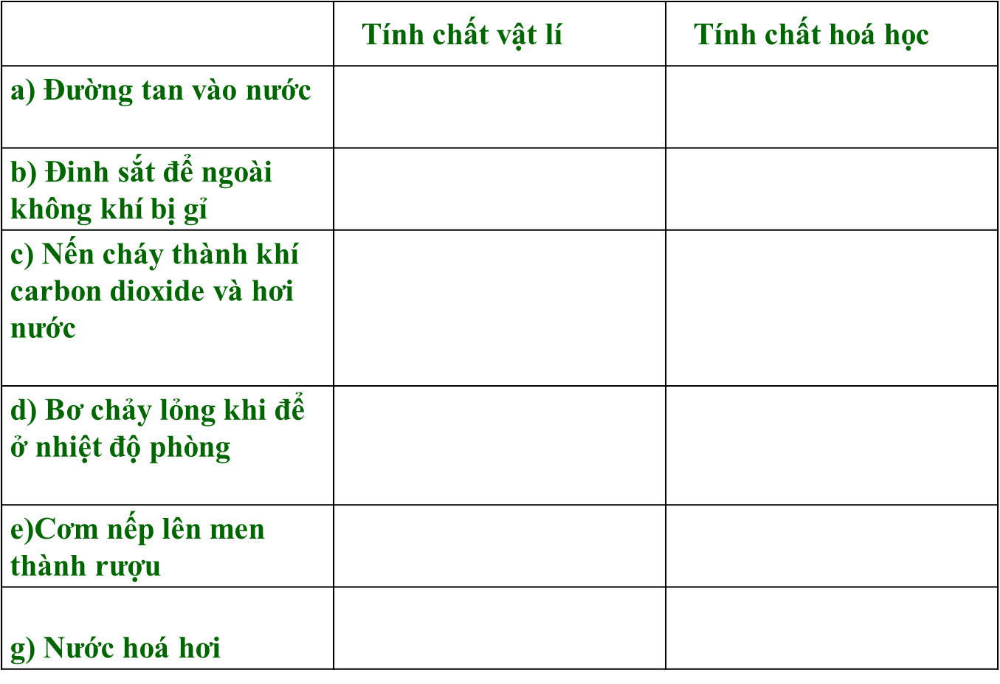 Tính chất vật lí
Tính chất hoá học
a) Đường tan vào nước
b) Đinh sắt để ngoài
không khí bị gỉ
c) Nến cháy thành khí
carbon dioxide và hơi
nước
d) Bơ chảy lỏng khi để
ở nhiệt độ phòng
e)Cơm nếp lên men
thành rượu
g) Nước hoá hơi